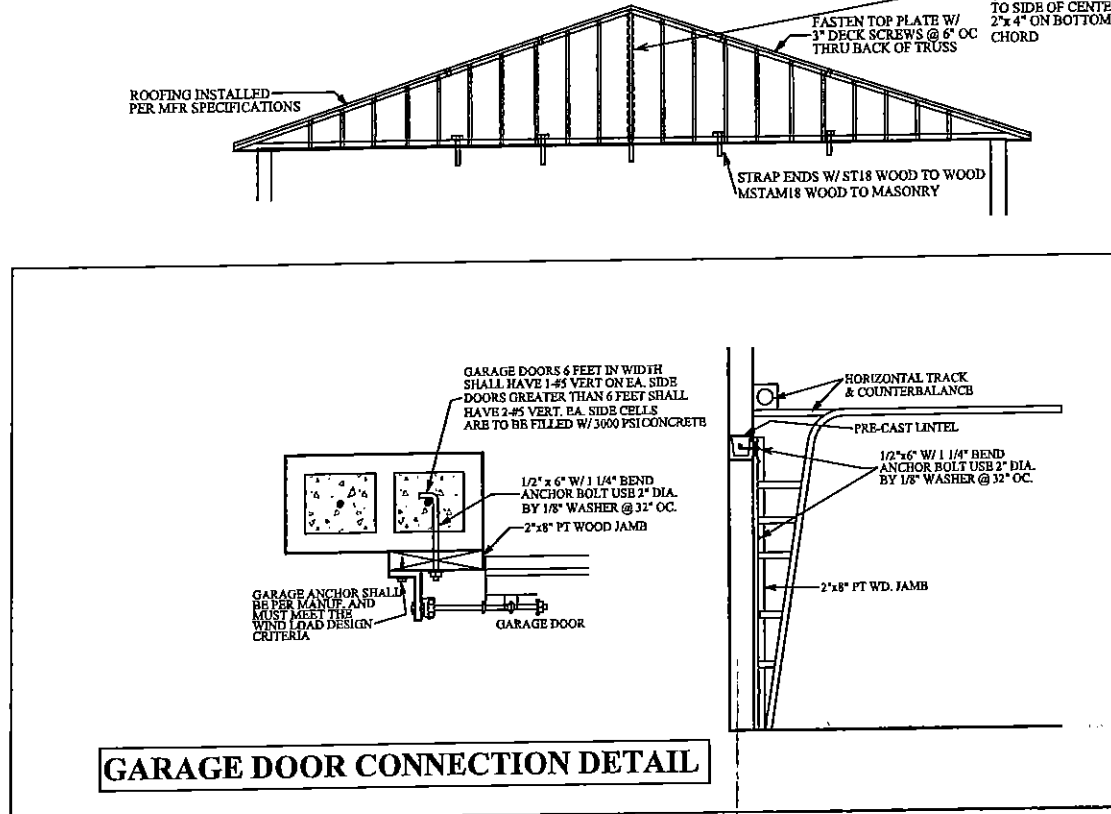 TO SIDE OF CENTE
2"x 4" ON BOTTOM
CHORD
FASTEN TOP PLATE W/
3" DECK SCREWS @ 6" OC
THRU BACK OF TRUSS
ROOFING INSTALLED
PER MFR SPECIFICATIONS
STRAP ENDS W/ ST18 WOOD TO WOOD
MSTAM18 WOOD TO MASONRY
GARAGE DOORS 6 FEET IN WIDTH
SHALL HAVE 1-#5 VERT ON EA. SIDE
DOORS GREATER THAN 6 FEET SHALL
HAVE 2-#5 VERT. EA. SIDE CELLS
ARE TO BE FILLED W/ 3000 PSI CONCRETE
1/2" x 6" W/ 1 1/4" BEND
ANCHOR BOLT USE 2" DIA.
BY 1/8" WASHER @ 32" OC.
2"x8" PT WOOD JAMB
GARAGE ANCHOR SHALL
BE PER MANUF. AND
MUST MEET THE
WIND LOAD DESIGN
CRITERIA
GARAGE DOOR
HORIZONTAL TRACK
& COUNTERBALANCE
PRE-CAST LINTEL
1/2"x6" W/ 1 1/4" BEND
ANCHOR BOLT USE 2" DIA.
BY 1/8" WASHER @ 32" OC.
2"x8" PT WD. JAMB
GARAGE DOOR CONNECTION DETAIL